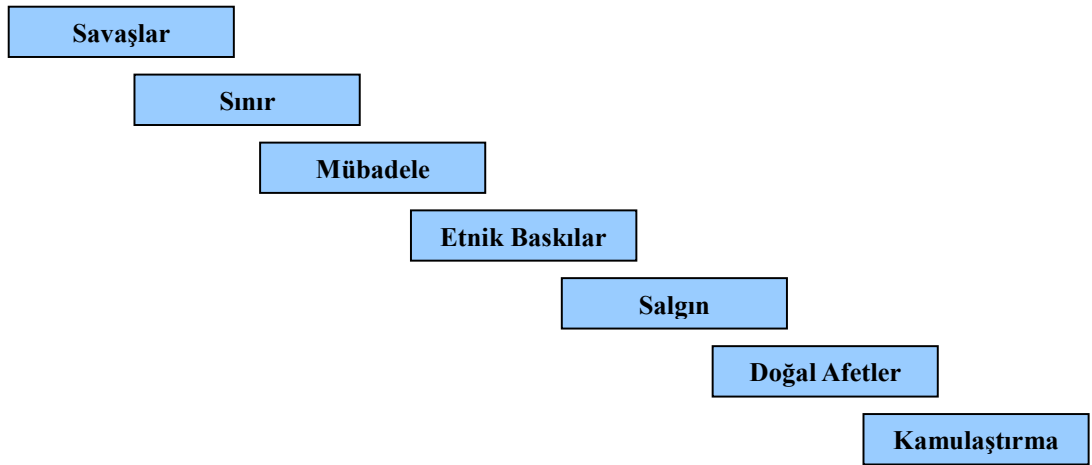 Savaşlar
Sınır
Mübadele
Etnik Baskılar
Salgın
Doğal Afetler
Kamulaştırma